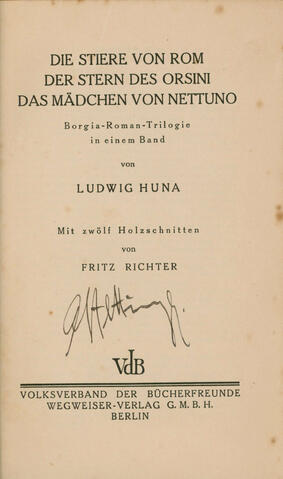 DIE STIERE VON ROM
DER STERN DES ORSINI
DAS MÄDCHEN VON NETTUNO
Borgia-Roman-Trilogie
in einem Band
von
LUDWIG HUNA
Mit zwölf Holzschnitten
von
FRITZ RICHTER
VdB
VOLKSVERBAND DER BÜCHERFREUNDE
WEGWEISER-VERLAG G.M.B.H.
BERLIN